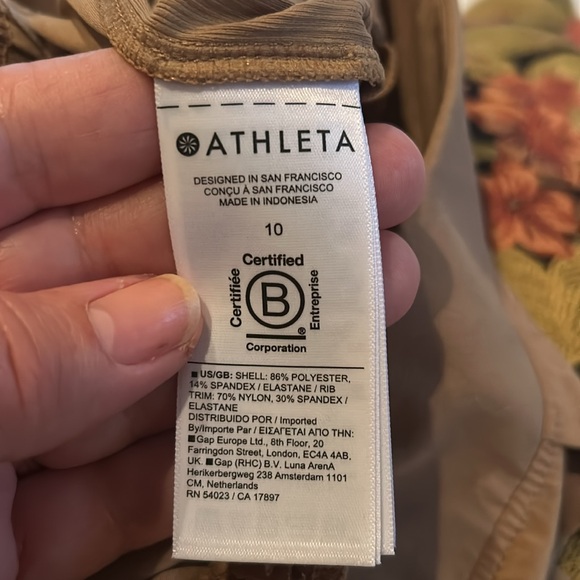 ATHLETA
DESIGNED IN SAN FRANCISCO
CONÇU À SAN FRANCISCO
MADE IN INDONESIA
10
Certified
Certifiée
B
®
Entreprise
Corporation
■ US/GB: SHELL: 86% POLYESTER,
14% SPANDEX / ELASTANE / RIB
TRIM: 70% NYLON, 30% SPANDEX /
ELASTANE
DISTRIBUIDO POR / Imported
By/Importe Par / ΕΙΣΑΓΕΤΑΙ ΑΠΟ ΤΗΝ:
■Gap Europe Ltd., 6th Floor, 20
Farringdon Street, London, EC4A 4AB,
UK. ■Gap (RHC) B.V. Luna ArenA
Herikerbergweg 238 Amsterdam 1101
CM, Netherlands
RN 54023 / CA 17897